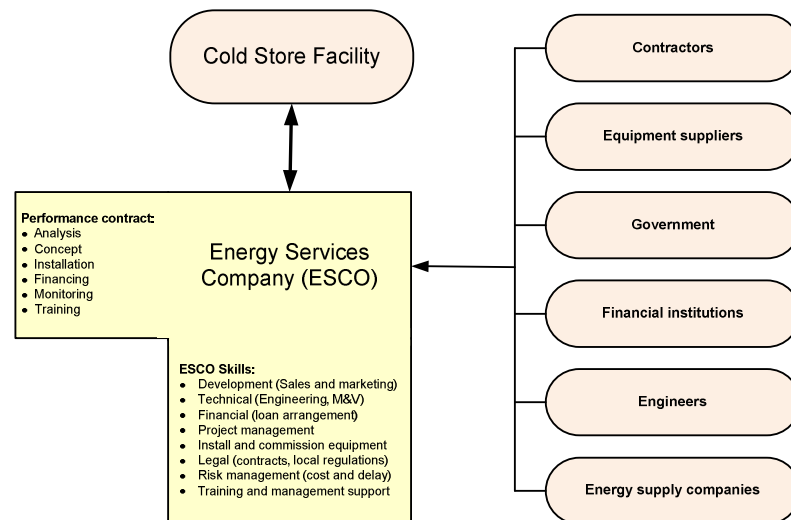 Cold Store Facility
Performance contract:
● Analysis
● Concept
● Installation
● Financing
● Monitoring
● Training
Energy Services
Company (ESCO)
ESCO Skills:
● Development (Sales and marketing)
● Technical (Engineering, M&V)
● Financial (loan arrangement)
● Project management
● Install and commission equipment
● Legal (contracts, local regulations)
● Risk management (cost and delay)
● Training and management support
Contractors
Equipment suppliers
Government
Financial institutions
Engineers
Energy supply companies